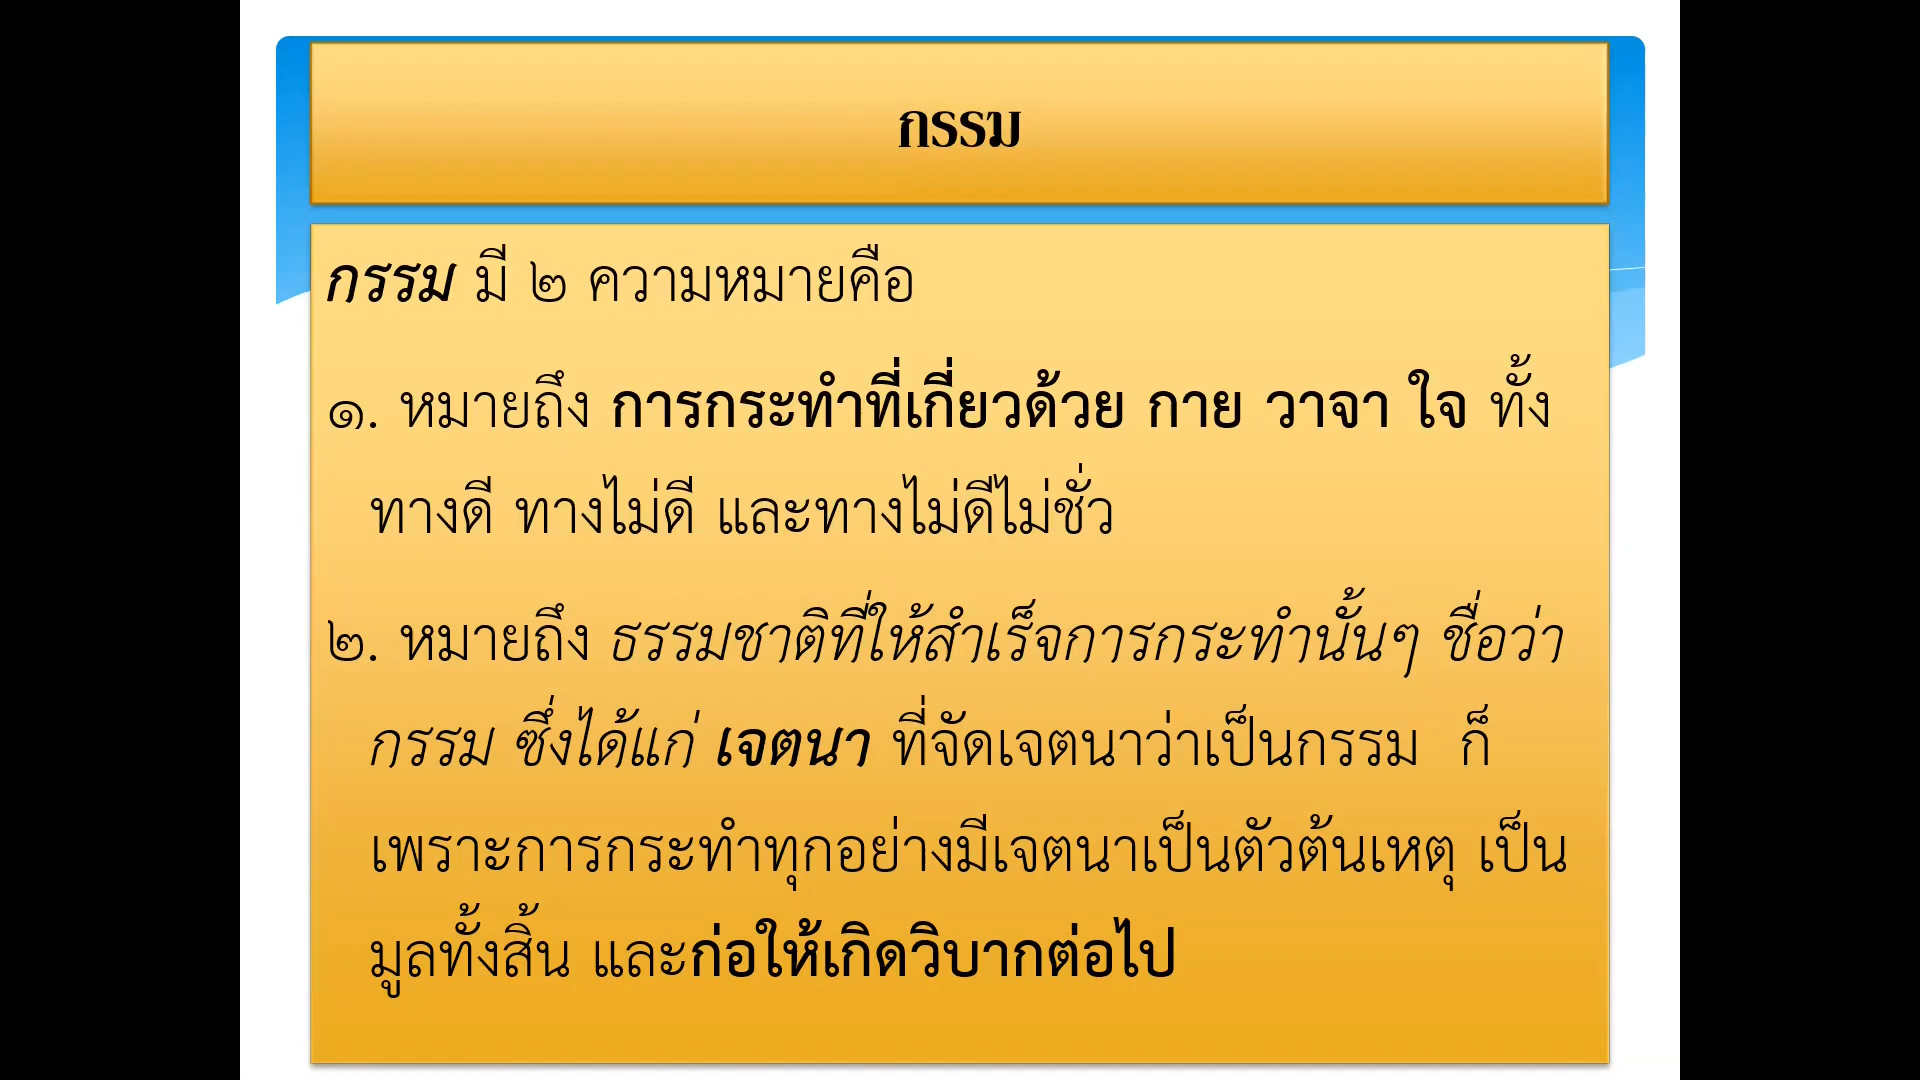 กรรม
กรรม มี ๒ ความหมายคือ
๑. หมายถึง การกระทำที่เกี่ยวด้วย กาย วาจา ใจ ทั้ง
ทางดี ทางไม่ดี และทางไม่ดีไม่ชั่ว
๒. หมายถึง ธรรมชาติที่ให้สำเร็จการกระทำนั้นๆ ชื่อว่า
กรรม ซึ่งได้แก่ เจตนา ที่จัดเจตนาว่าเป็นกรรม ก็
เพราะการกระทำทุกอย่างมีเจตนาเป็นตัวต้นเหตุ เป็น
มูลทั้งสิ้น และก่อให้เกิดวิบากต่อไป